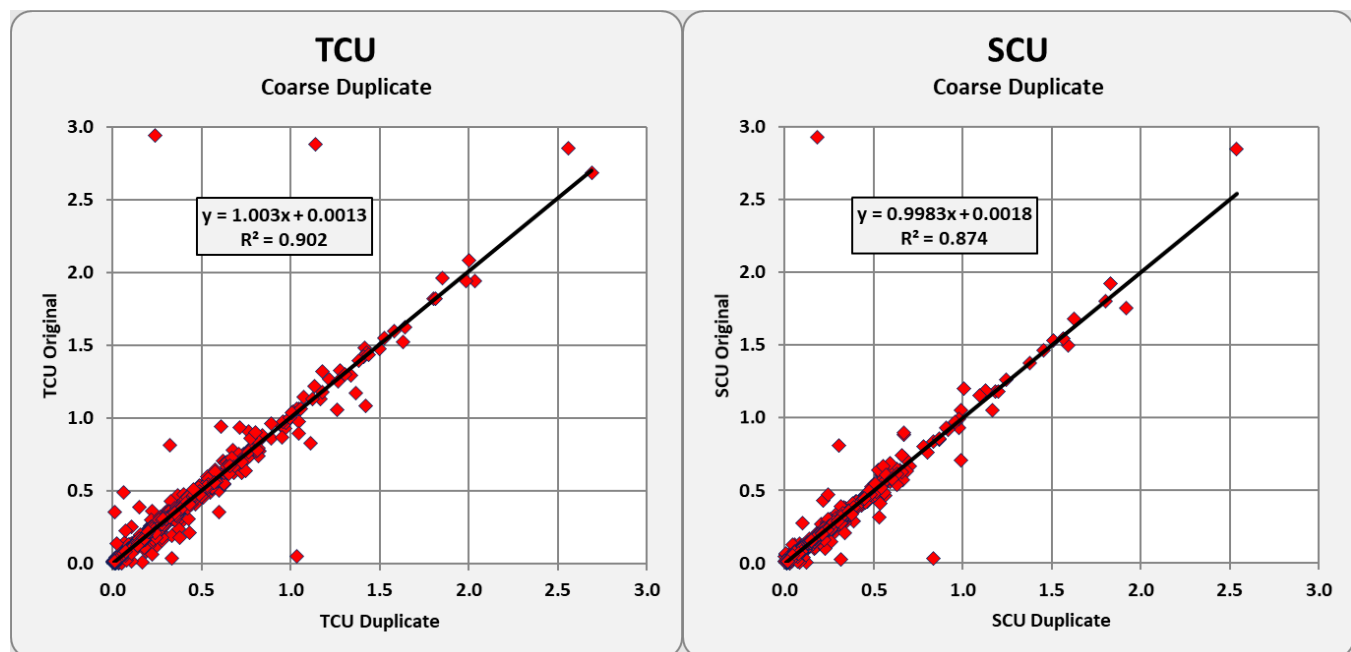 TCU
Coarse Duplicate
3.0
2.5
2.0
1.5
1.0
0.5
0.0
TCU Original
y = 1.003x + 0.0013
R² = 0.902
0.0 0.5 1.0 1.5 2.0 2.5 3.0
TCU Duplicate
SCU
Coarse Duplicate
3.0
2.5
2.0
1.5
1.0
0.5
0.0
SCU Original
y = 0.9983x + 0.0018
R² = 0.874
0.0 0.5 1.0 1.5 2.0 2.5 3.0
SCU Duplicate